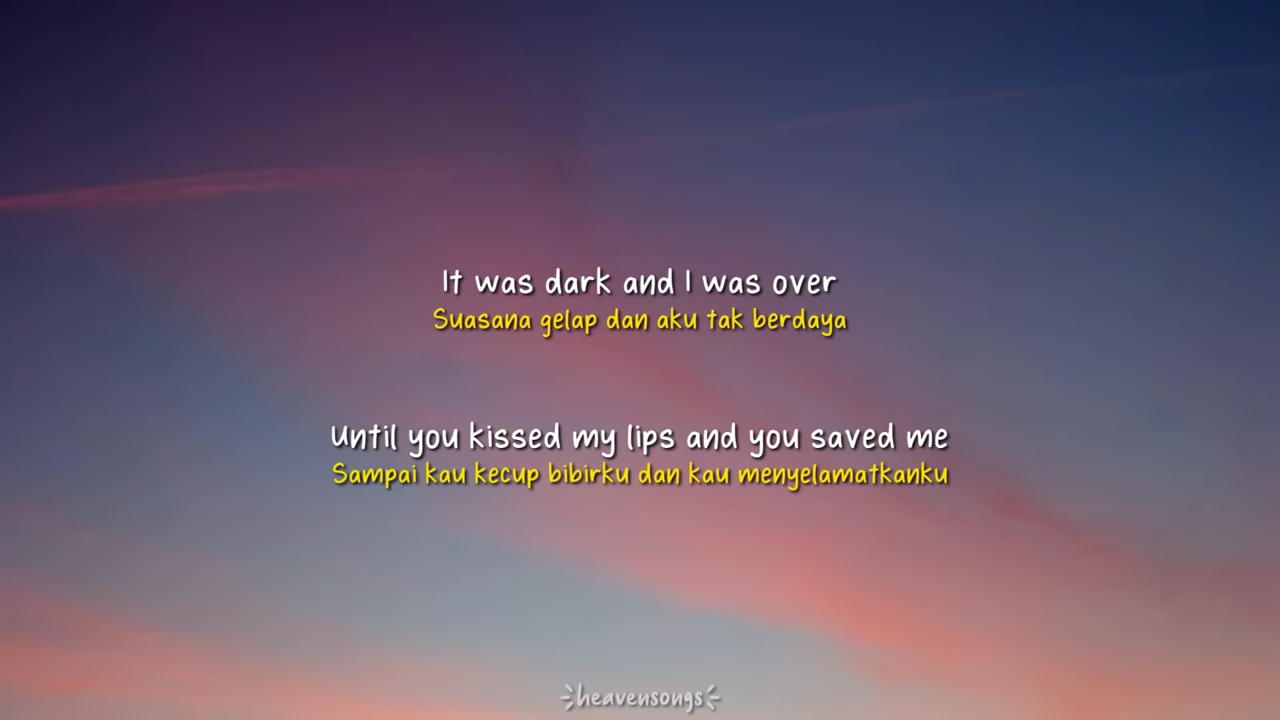 It was dark and I was over
Suasana gelap dan aku tak berdaya
Until you kissed my lips and you saved me
Sampai kau kecup bibirku dan kau menyelamatkanku
heavensongs